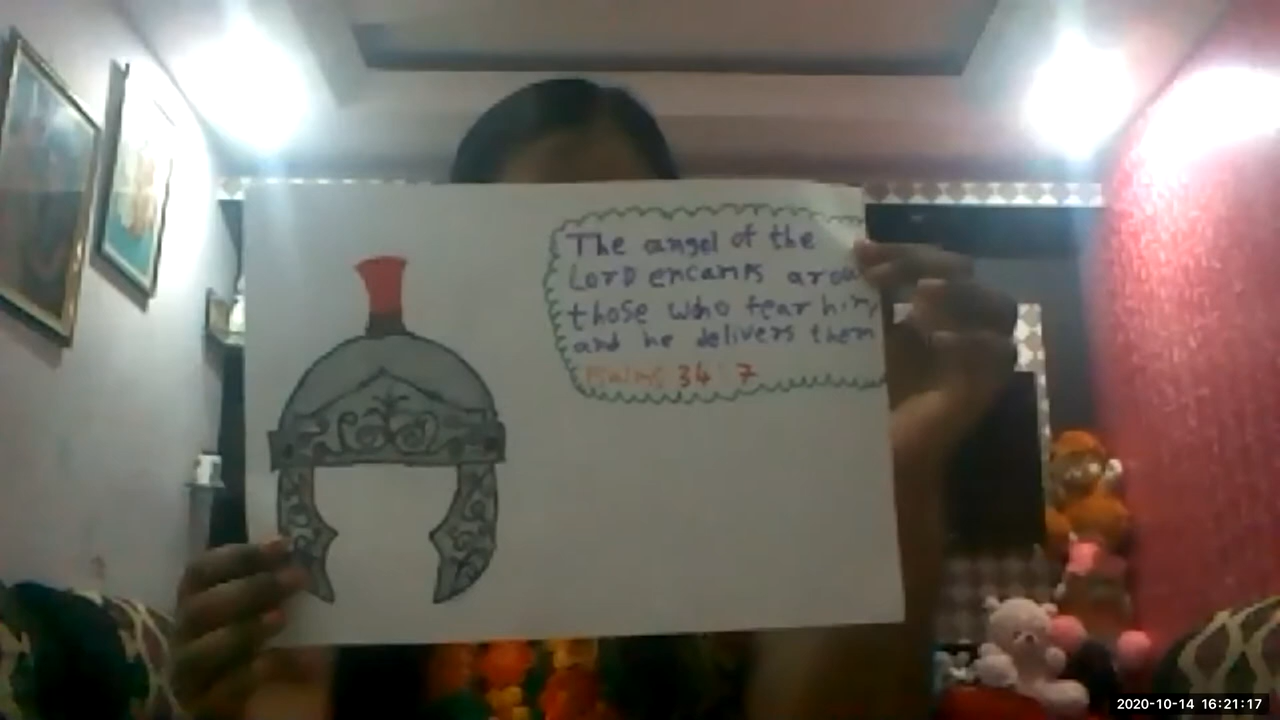 The angel of the
Lord encamps arou
those who fear him,
and he delivers them
Psalms 34:7
2020-10-14 16:21:17